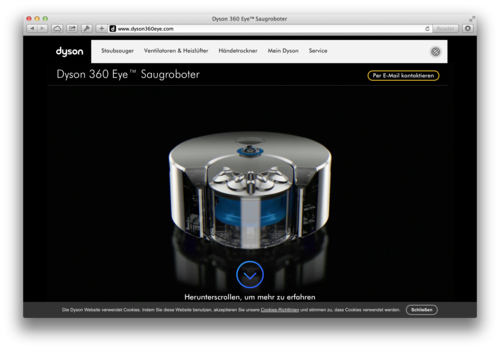 Dyson 360 Eye™ Saugroboter
www.dyson360eye.com
Reader
dyson
Staubsauger Ventilatoren & Heizlüfter Händetrockner Mein Dyson Service
Dyson 360 Eye™ Saugroboter
Per E-Mail kontaktieren
Herunterscrollen, um mehr zu erfahren
Die Dyson Website verwendet Cookies. Indem Sie diese Website benutzen, akzeptieren Sie unsere Cookies-Richtlinien und stimmen zu, dass Cookies verwendet werden.
Schließen